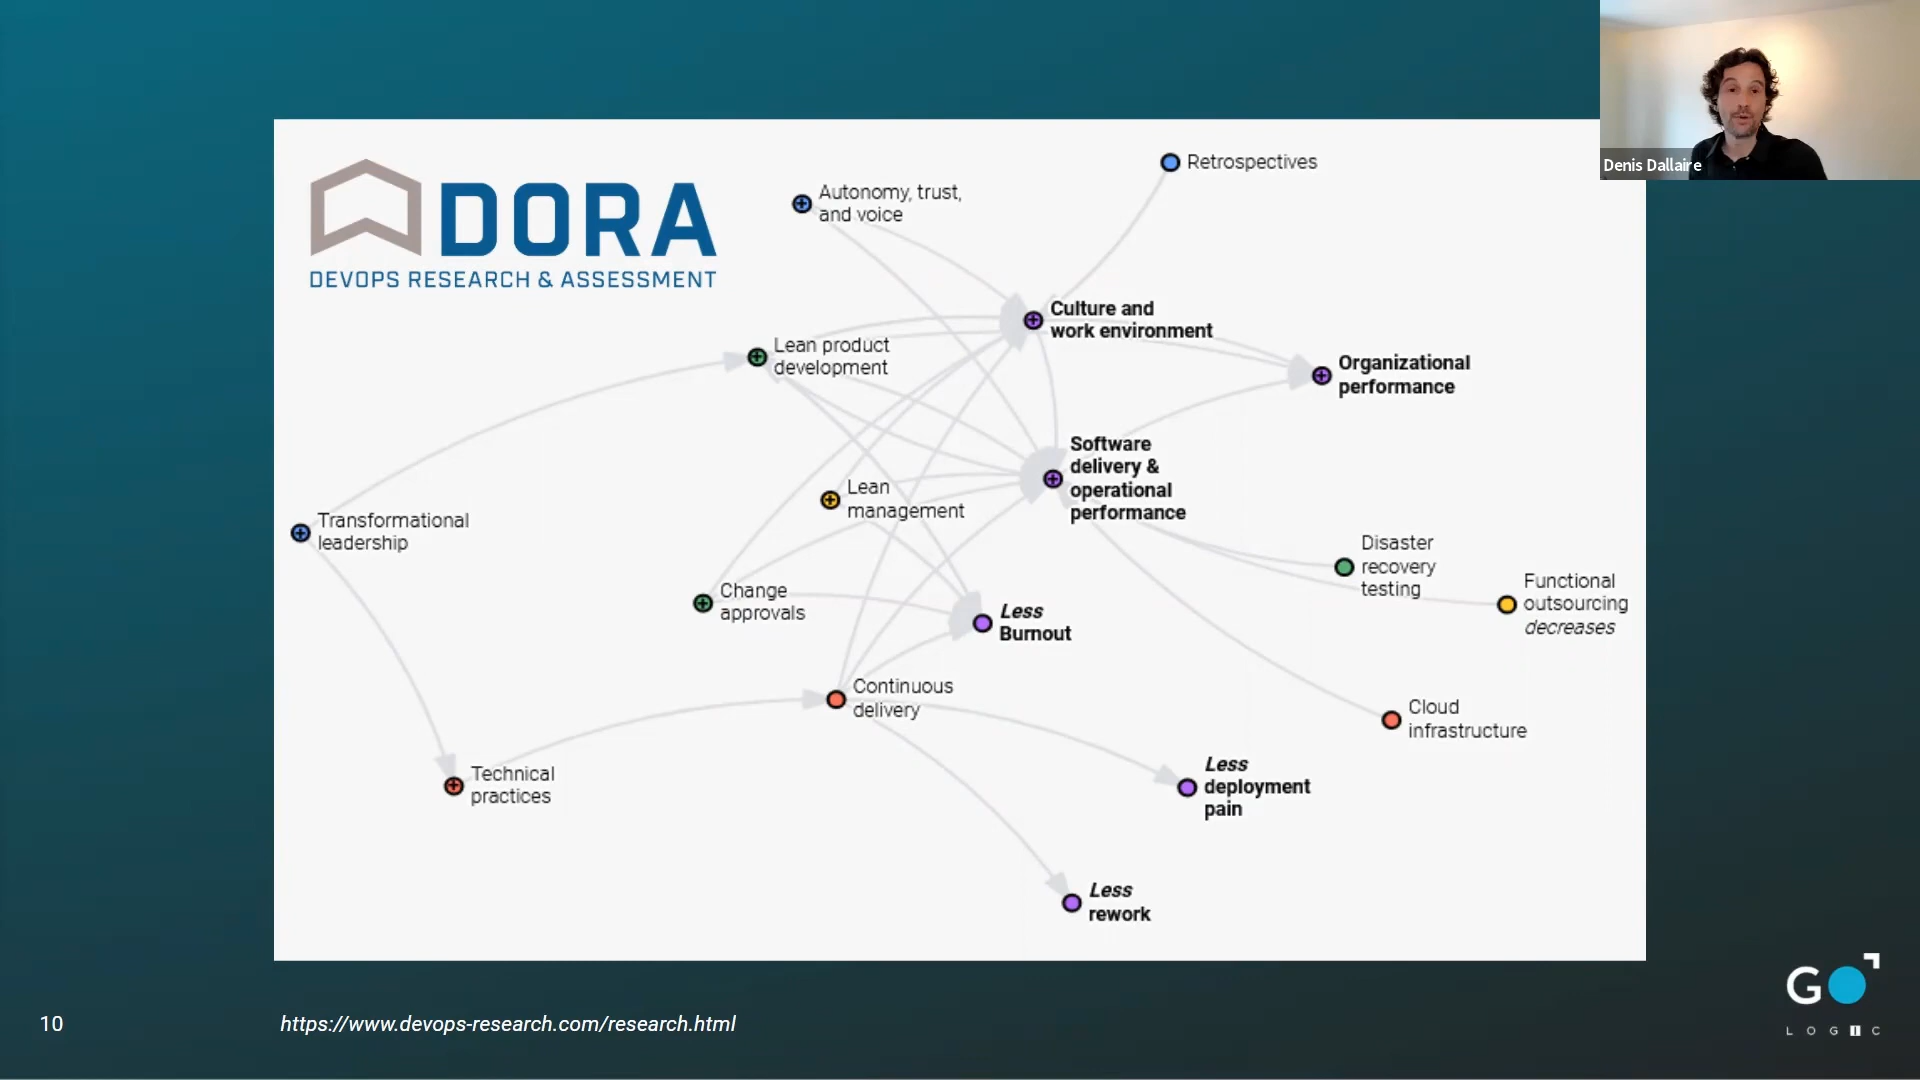 Denis Dallaire
DORA
DEVOPS RESEARCH & ASSESSMENT
Retrospectives
Autonomy, trust,
and voice
Culture and
work environment
Lean product
development
Organizational
performance
Software
delivery &
operational
performance
Lean
management
Transformational
leadership
Disaster
recovery
testing
Functional
outsourcing
decreases
Change
approvals
Less
Burnout
Continuous
delivery
Cloud
infrastructure
Technical
practices
Less
deployment
pain
Less
rework
10
https://www.devops-research.com/research.html
GO
LOGIC